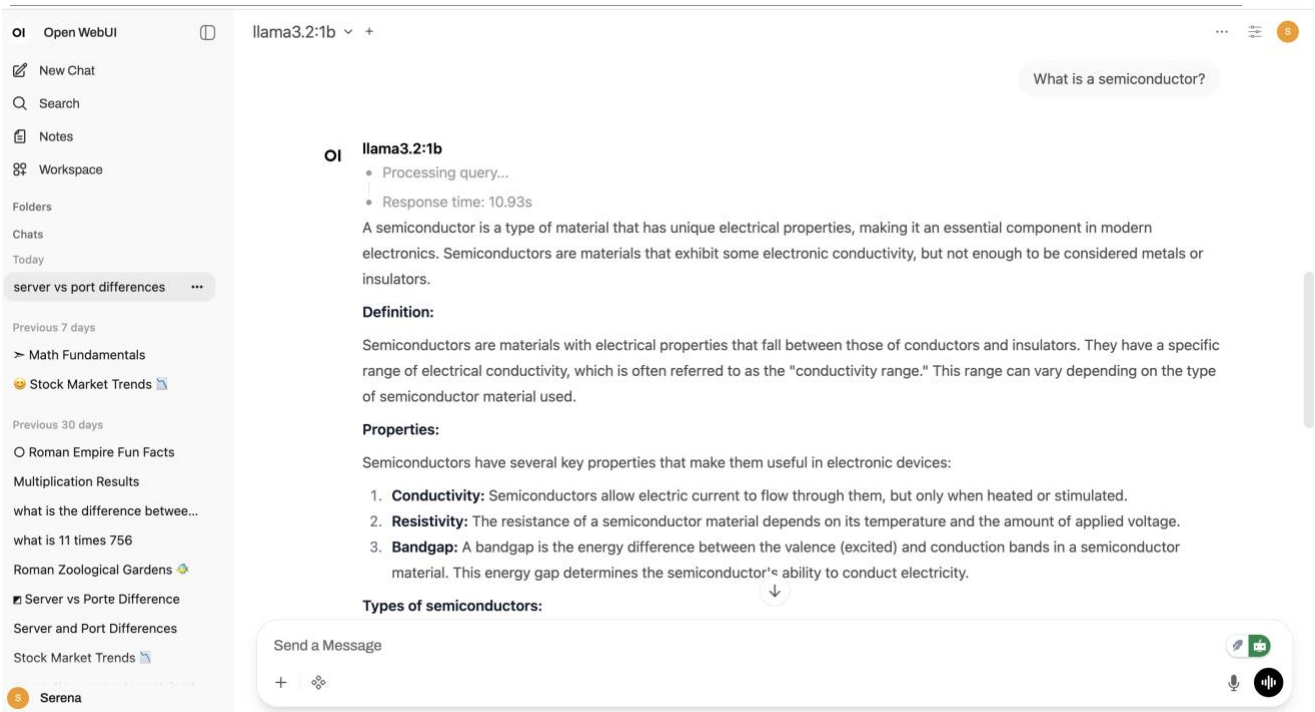 OI Open WebUI
New Chat
Search
Notes
Workspace
Folders
Chats
Today
server vs port differences
Previous 7 days
➣ Math Fundamentals
😊 Stock Market Trends 📉
Previous 30 days
O Roman Empire Fun Facts
Multiplication Results
what is the difference betwee...
what is 11 times 756
Roman Zoological Gardens
Server vs Porte Difference
Server and Port Differences
Stock Market Trends 📉
S Serena
llama3.2:1b
S
What is a semiconductor?
OI llama3.2:1b
Processing query...
Response time: 10.93s
A semiconductor is a type of material that has unique electrical properties, making it an essential component in modern
electronics. Semiconductors are materials that exhibit some electronic conductivity, but not enough to be considered metals or
insulators.
Definition:
Semiconductors are materials with electrical properties that fall between those of conductors and insulators. They have a specific
range of electrical conductivity, which is often referred to as the "conductivity range." This range can vary depending on the type
of semiconductor material used.
Properties:
Semiconductors have several key properties that make them useful in electronic devices:
1. Conductivity: Semiconductors allow electric current to flow through them, but only when heated or stimulated.
2. Resistivity: The resistance of a semiconductor material depends on its temperature and the amount of applied voltage.
3. Bandgap: A bandgap is the energy difference between the valence (excited) and conduction bands in a semiconductor
material. This energy gap determines the semiconductor's ability to conduct electricity.
Types of semiconductors:
Send a Message